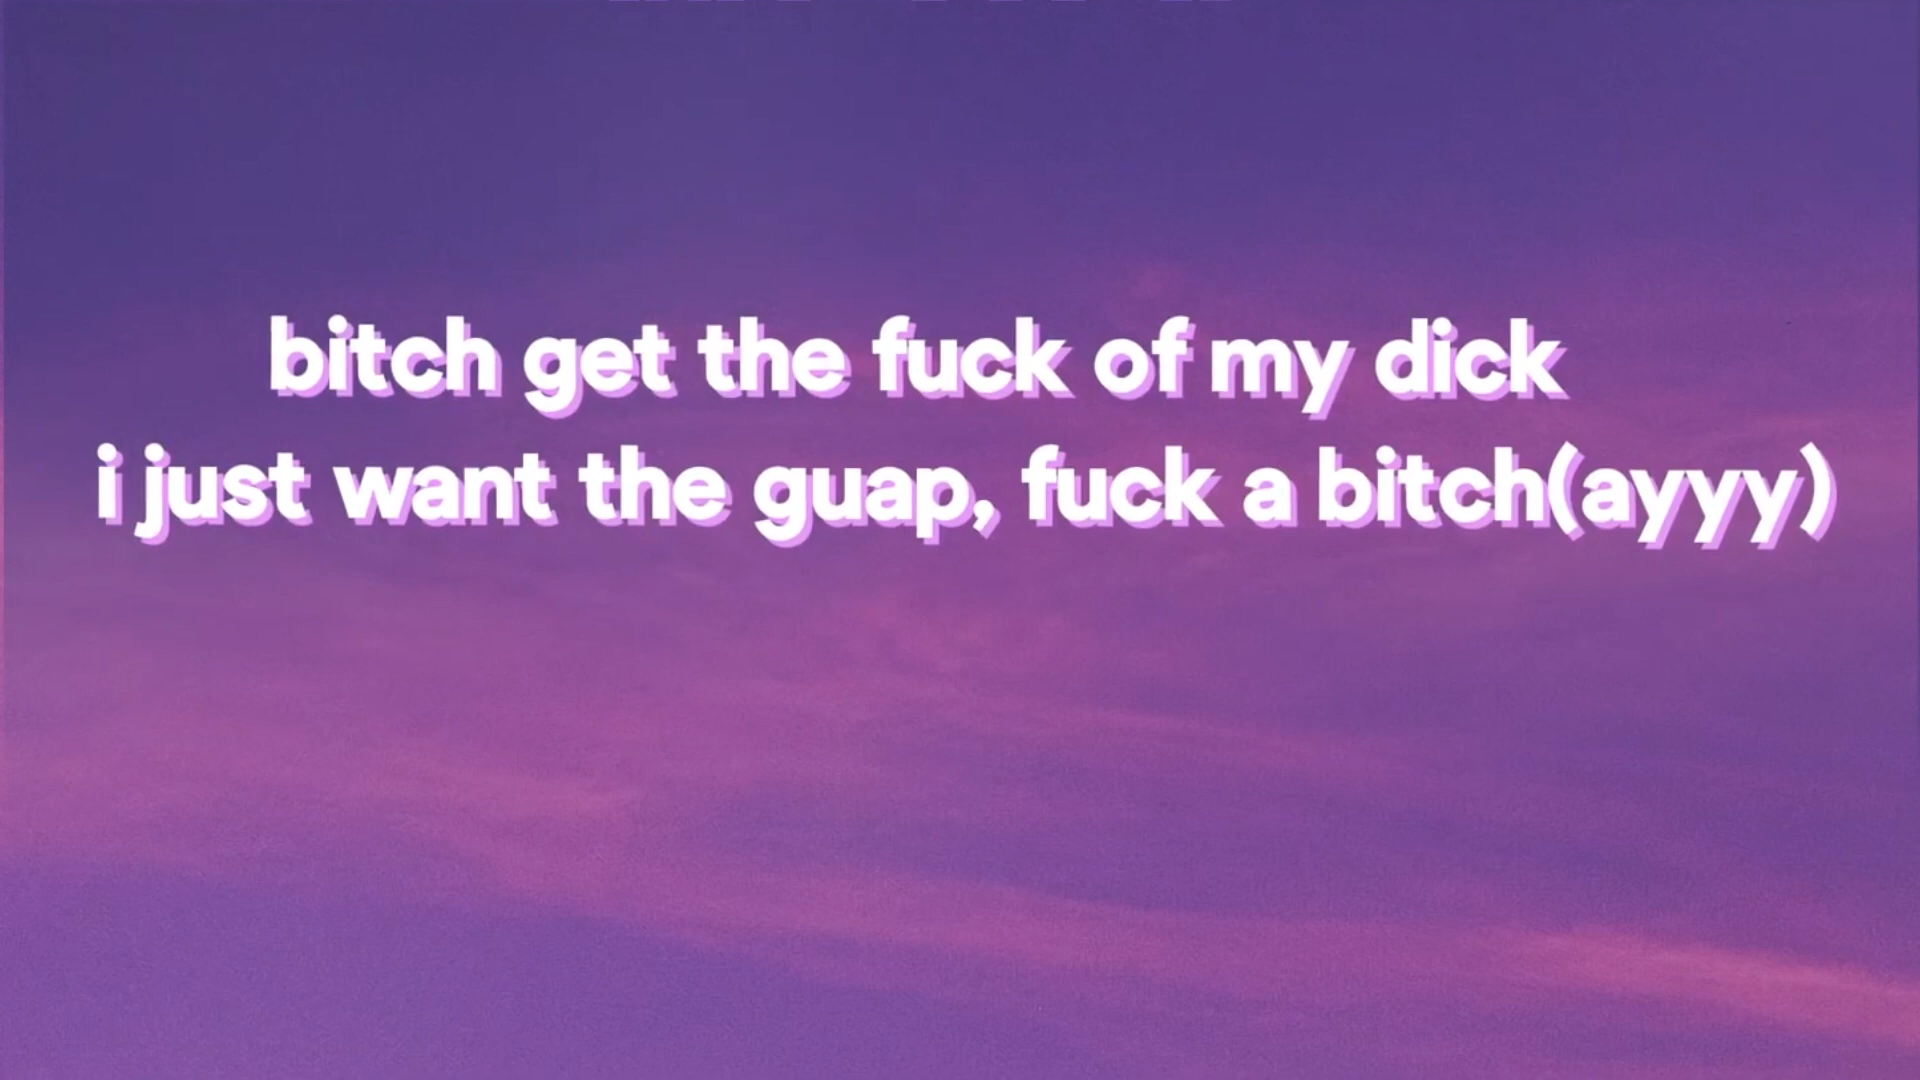 bitch get the fuck of my dick
i just want the guap, fuck a bitch(ayyy)